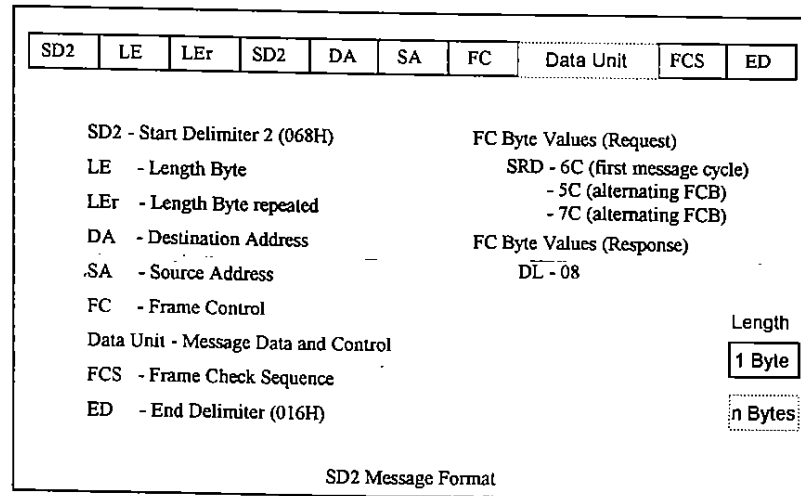 SD2 LE LEr SD2 DA SA FC Data Unit FCS ED
SD2 - Start Delimiter 2 (068H)
LE - Length Byte
LEr - Length Byte repeated
DA - Destination Address
SA - Source Address
FC - Frame Control
Data Unit - Message Data and Control
FCS - Frame Check Sequence
ED - End Delimiter (016H)
FC Byte Values (Request)
SRD - 6C (first message cycle)
- 5C (alternating FCB)
- 7C (alternating FCB)
FC Byte Values (Response)
DL - 08
Length
1 Byte
n Bytes
SD2 Message Format